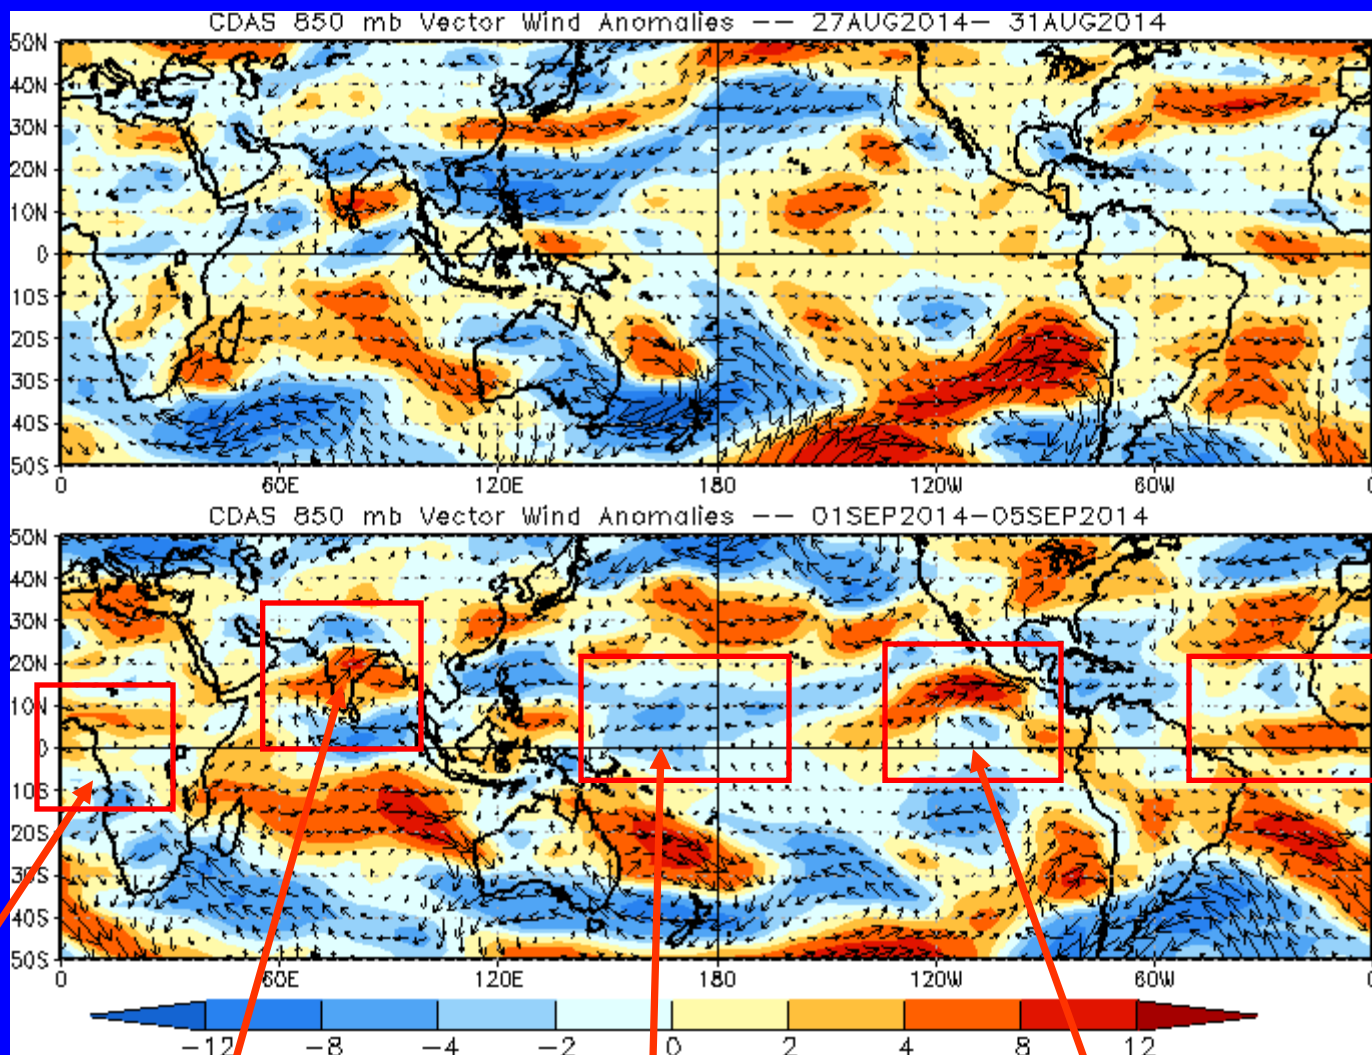 CDAS 850 mb Vector Wind Anomalies -- 27AUG2014- 31AUG2014
50N
40N
30N
20N
10N
0
10S
20S
30S
40S
50S
0 60E 120E 180 120W 60W 0
CDAS 850 mb Vector Wind Anomalies -- 01SEP2014-05SEP2014
50N
40N
30N
20N
10N
0
10S
20S
30S
40S
50S
0 60E 120E 180 120W 60W 0
-12 -8 -4 -2 0 2 4 8 12